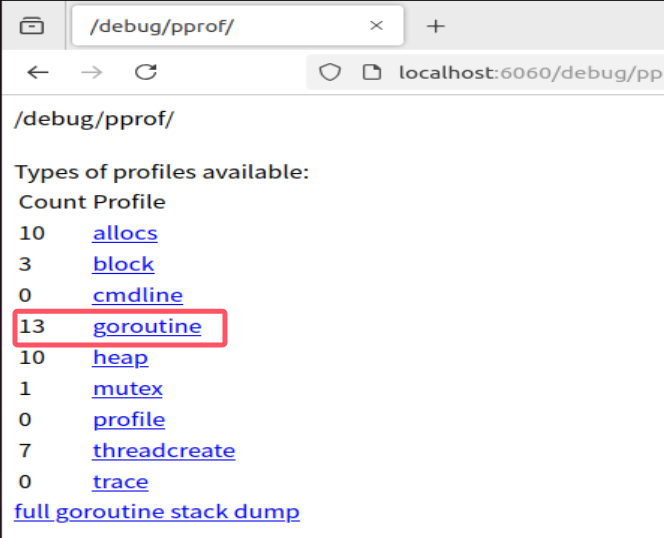 /debug/pprof/
localhost:6060/debug/pp
/debug/pprof/
Types of profiles available:
Count Profile
10 allocs
3 block
0 cmdline
13 goroutine
10 heap
1 mutex
0 profile
7 threadcreate
0 trace
full goroutine stack dump